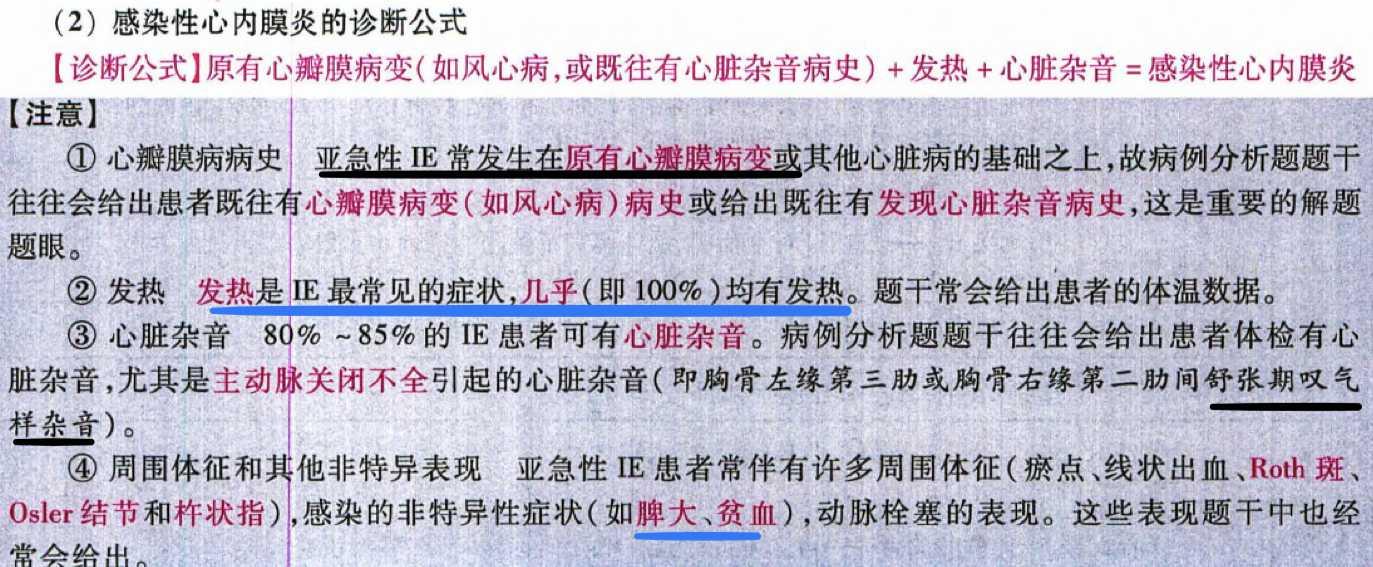 (2) 感染性心内膜炎的诊断公式
【诊断公式】原有心瓣膜病变(如风心病,或既往有心脏杂音病史)+发热+心脏杂音=感染性心内膜炎
【注意】
① 心瓣膜病病史 亚急性 IE 常发生在原有心瓣膜病变或其他心脏病的基础之上,故病例分析题题干
往往会给出患者既往有心瓣膜病变(如风心病)病史或给出既往有发现心脏杂音病史,这是重要的解题
题眼。
② 发热 发热是 IE 最常见的症状,几乎(即 100%)均有发热。题干常会给出患者的体温数据。
③ 心脏杂音 80% ~85% 的 IE 患者可有心脏杂音。病例分析题题干往往会给出患者体检有心
脏杂音,尤其是主动脉关闭不全引起的心脏杂音(即胸骨左缘第三肋或胸骨右缘第二肋间舒张期叹气
样杂音)。
④ 周围体征和其他非特异表现 亚急性 IE 患者常伴有许多周围体征(瘀点、线状出血、Roth 斑、
Osler 结节和杵状指),感染的非特异性症状(如脾大、贫血),动脉栓塞的表现。这些表现题干中也经
常会给出。